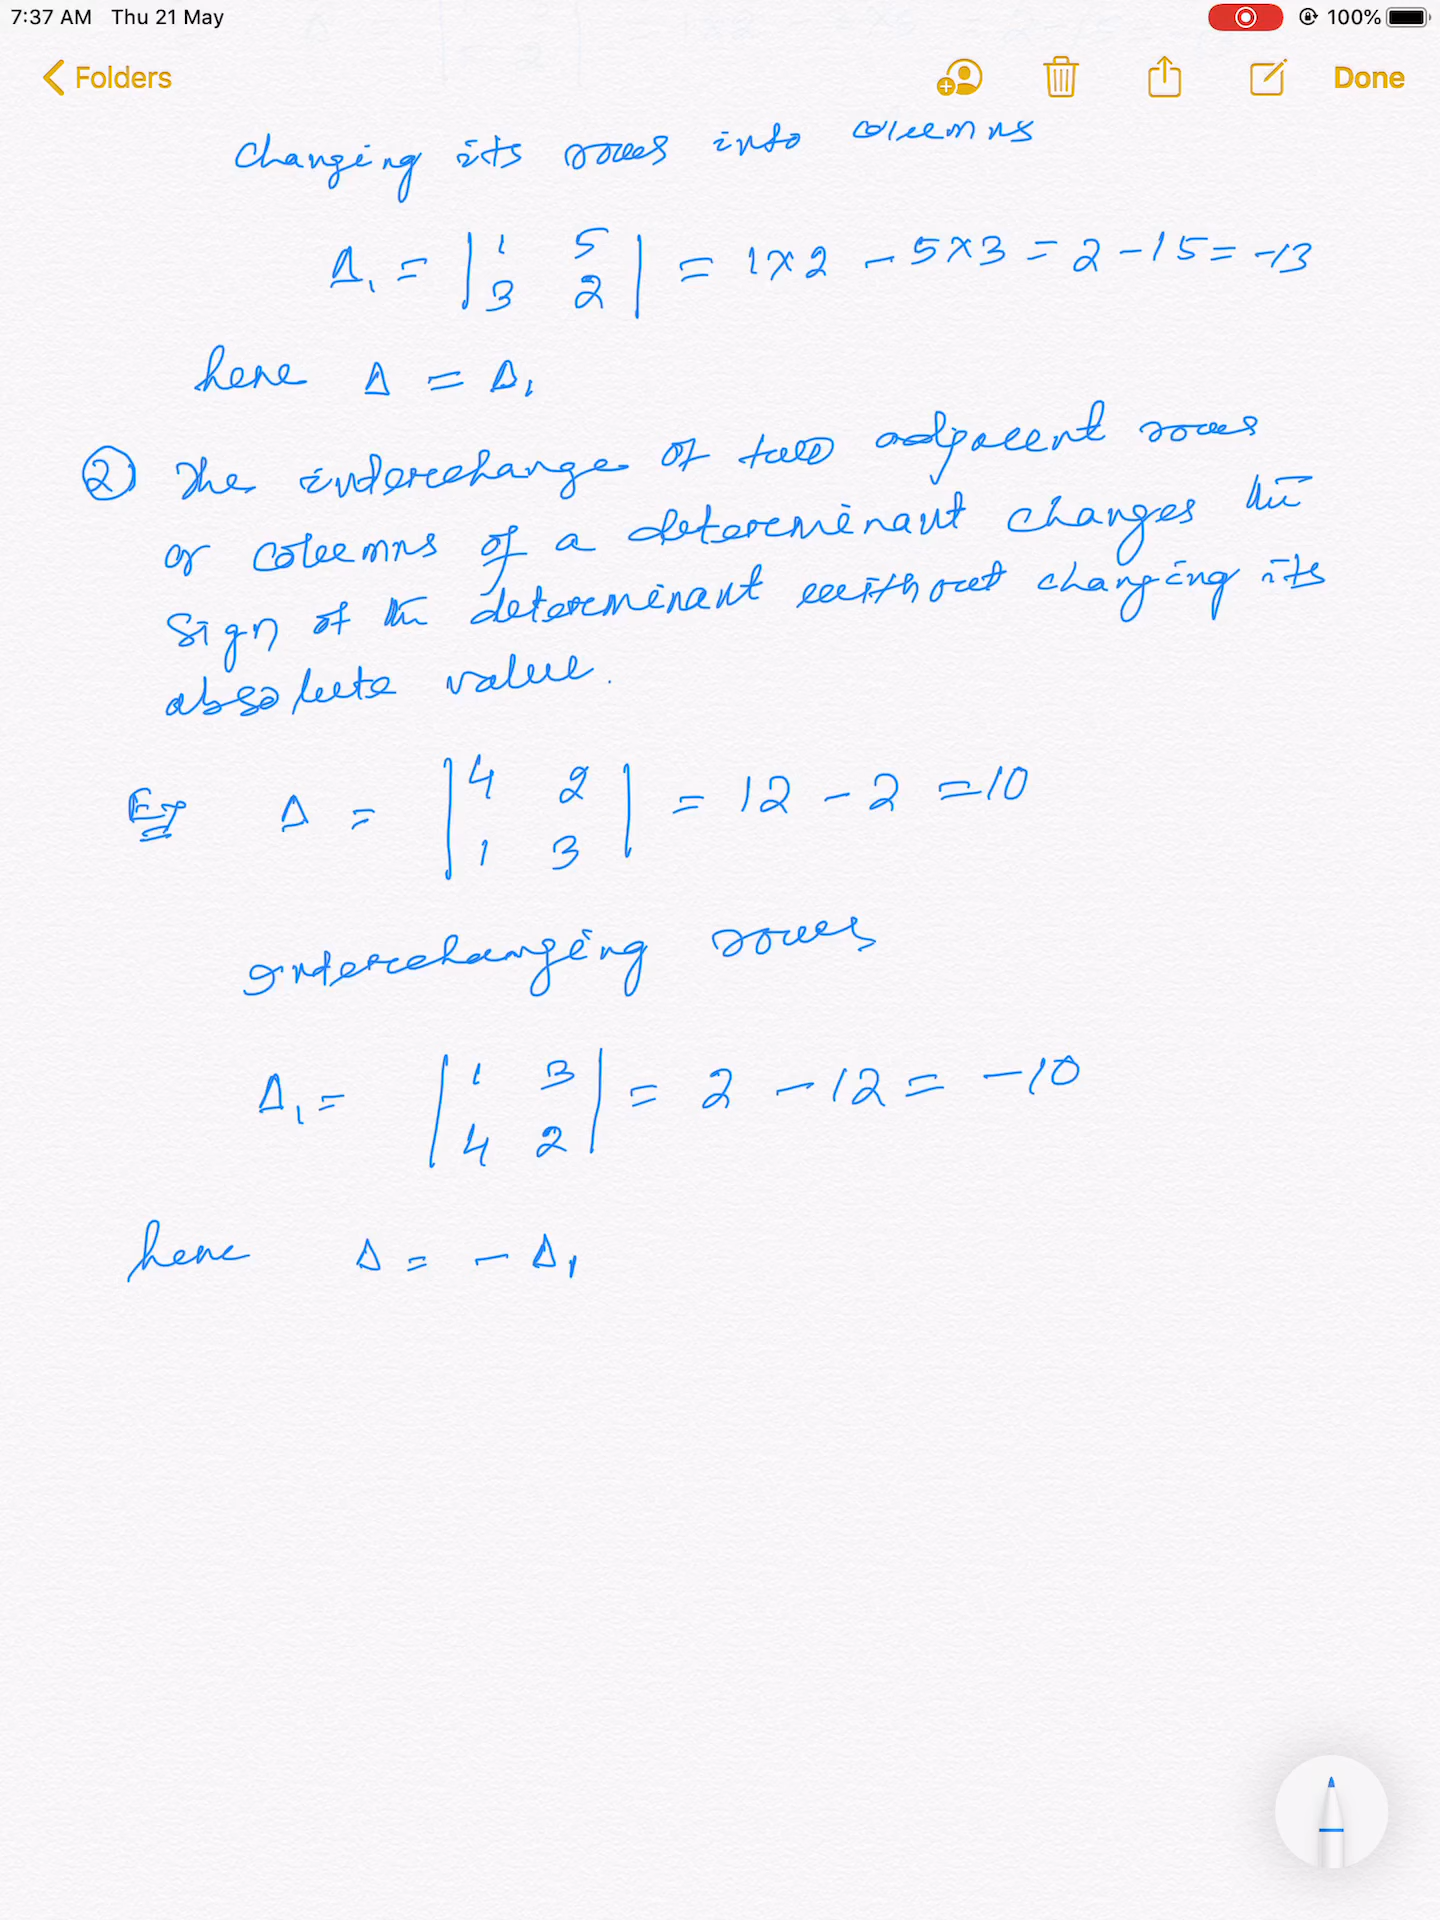 7:37 AM Thu 21 May 100%
Folders Done
changing its rows into columns
Δ₁ = | 1 5 | = 1×2 - 5×3 = 2 - 15 = -13
| 3 2 |
here Δ = Δ₁
② The interchange of two adjacent rows
or columns of a determinant changes the
sign of the determinant without changing its
absolute value.
Eg Δ = | 4 2 | = 12 - 2 = 10
| 1 3 |
Interchanging rows
Δ₁ = | 1 3 | = 2 - 12 = -10
| 4 2 |
here Δ = - Δ₁